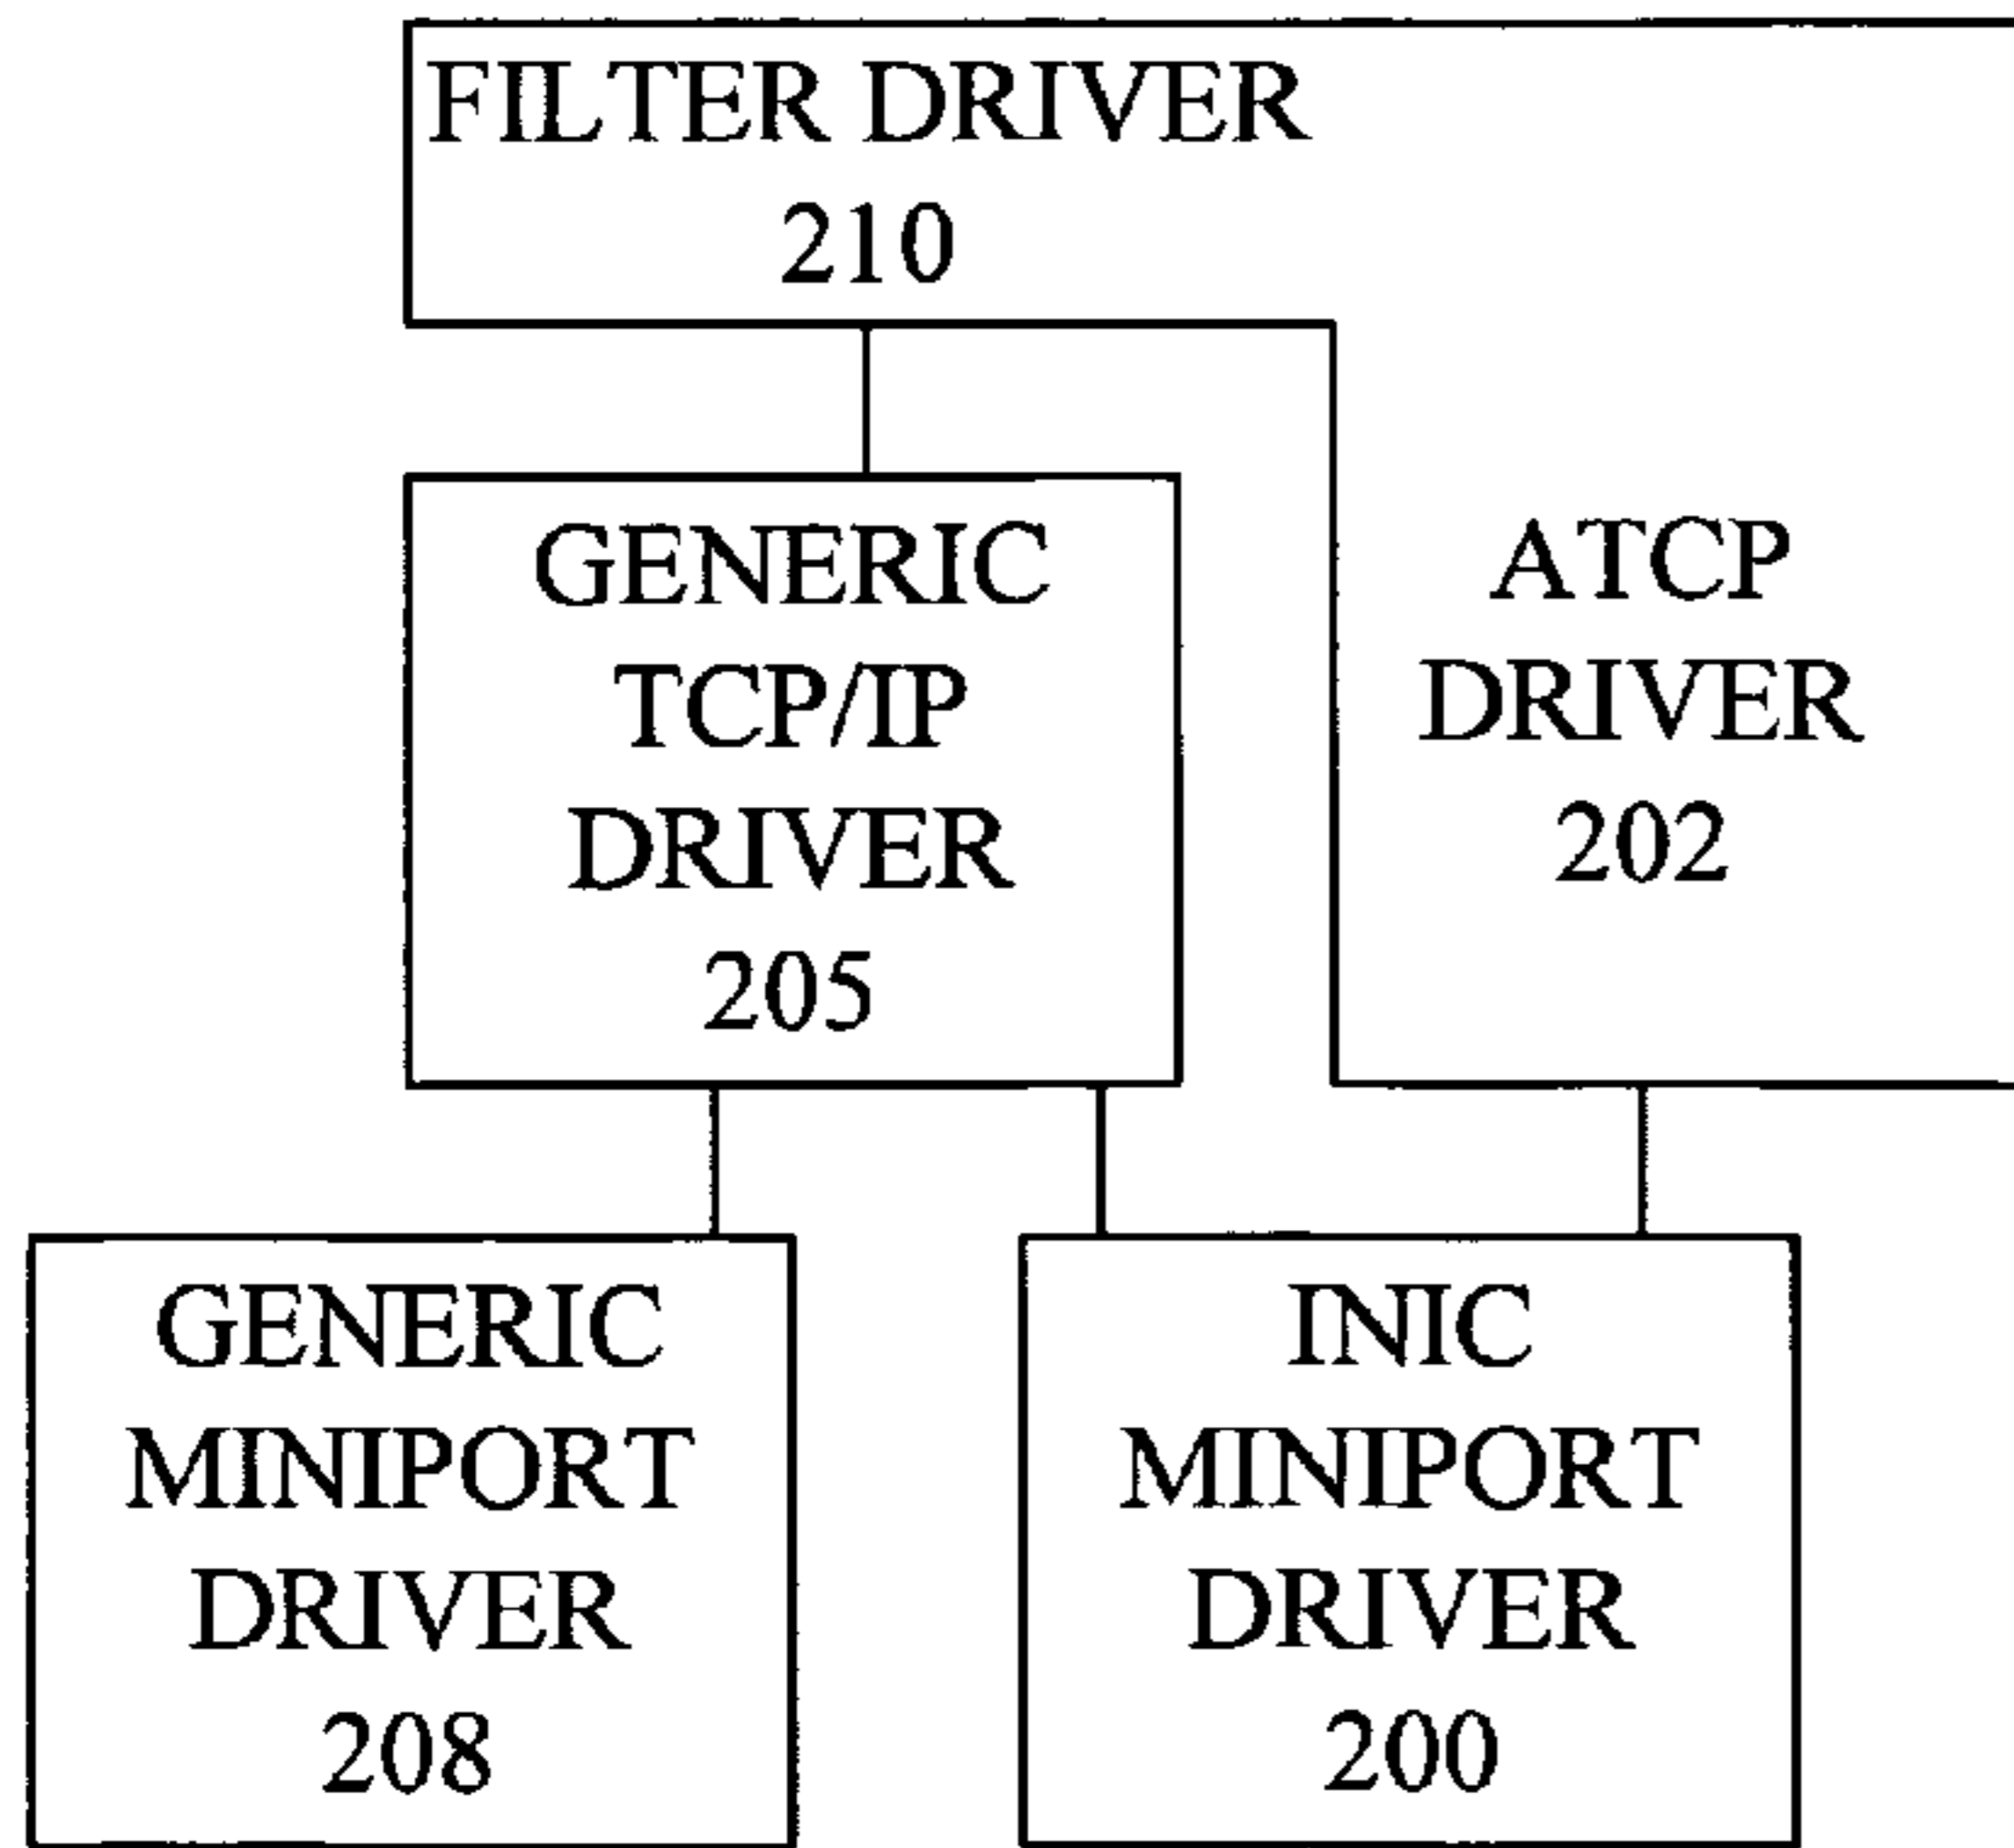 FILTER DRIVER
210
GENERIC
TCP/IP
DRIVER
205
ATCP
DRIVER
202
GENERIC
MINIPORT
DRIVER
208
INIC
MINIPORT
DRIVER
200